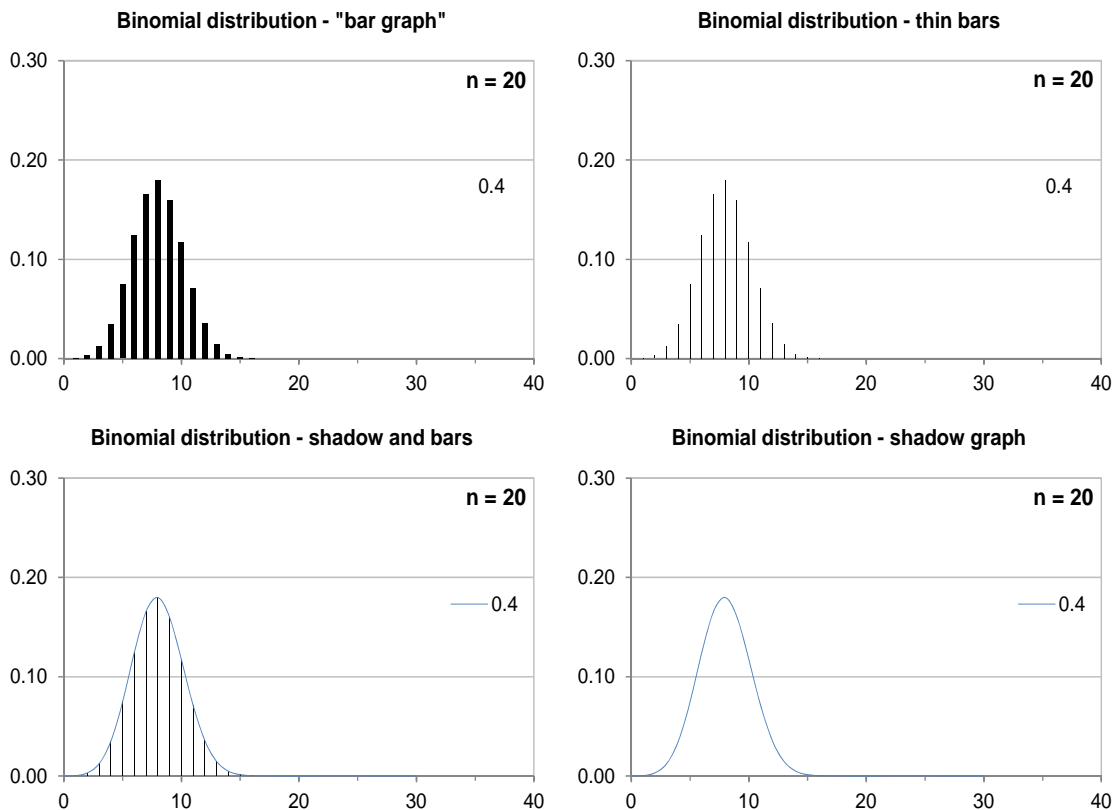 Binomial distribution - "bar graph"
0.30
n = 20
0.20
0.4
0.10
0.00
0 10 20 30 40
Binomial distribution - thin bars
0.30
n = 20
0.20
0.4
0.10
0.00
0 10 20 30 40
Binomial distribution - shadow and bars
0.30
n = 20
0.20
0.4
0.10
0.00
0 10 20 30 40
Binomial distribution - shadow graph
0.30
n = 20
0.20
0.4
0.10
0.00
0 10 20 30 40